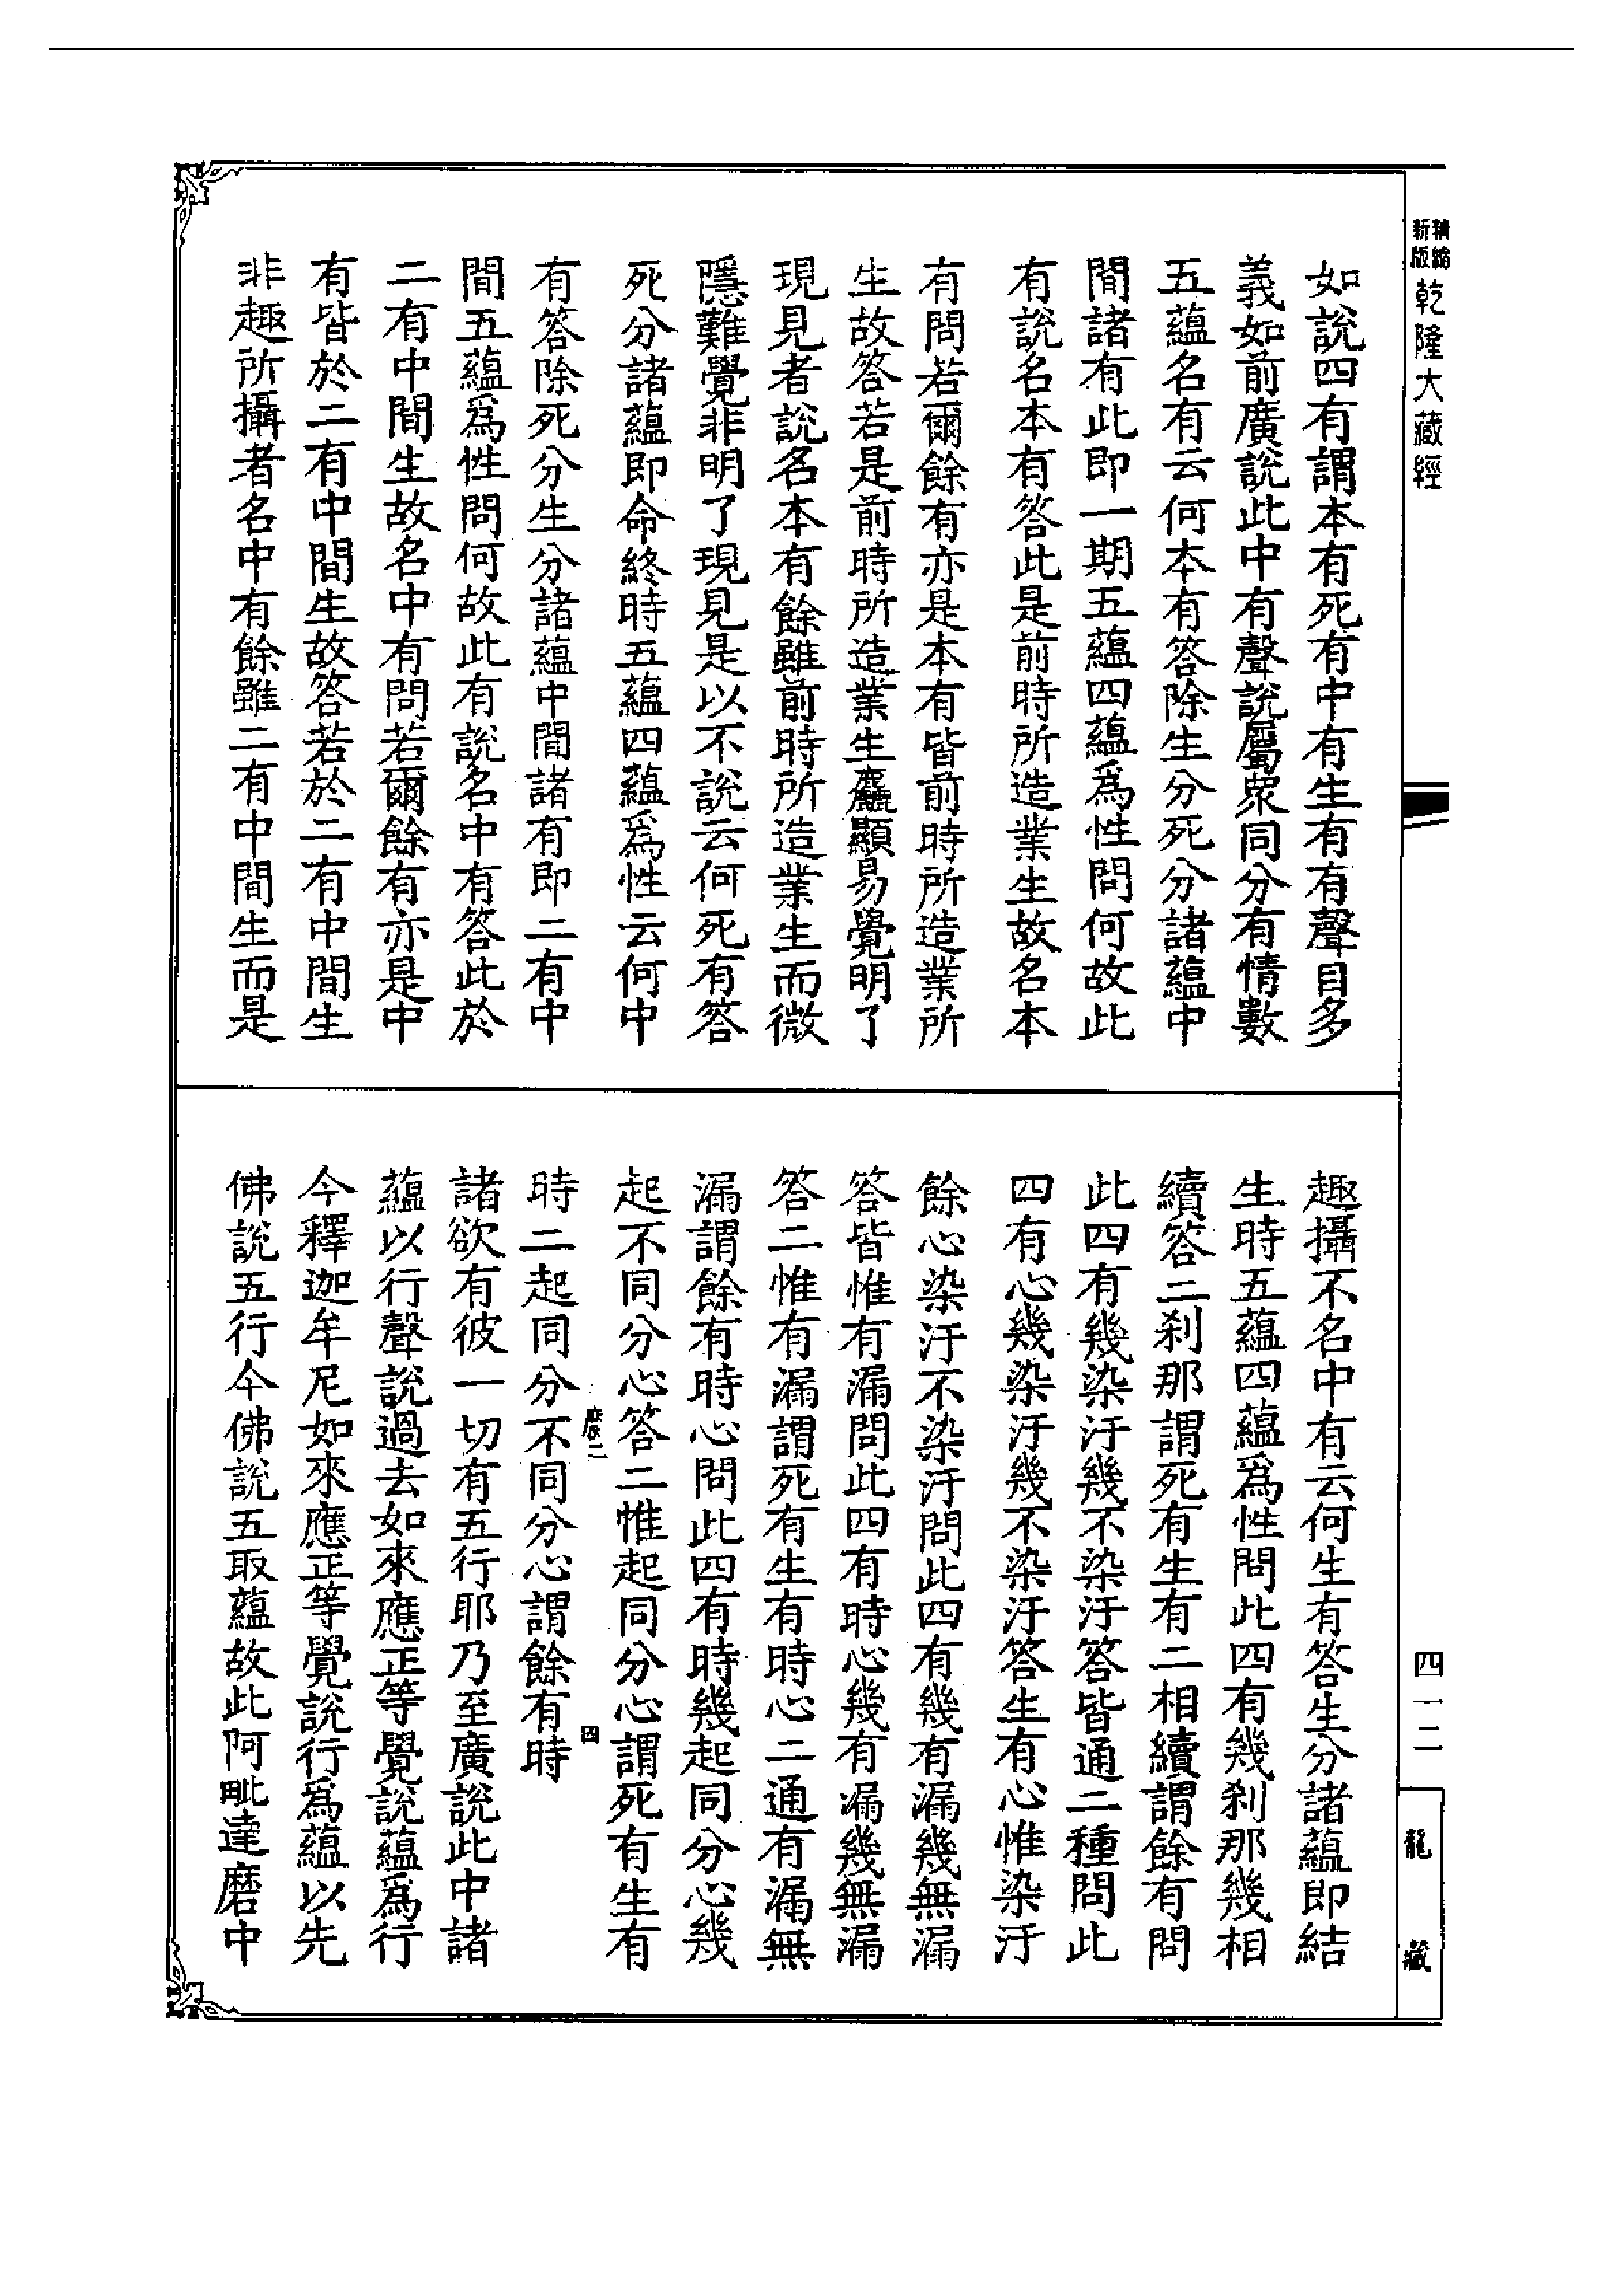 精縮
新版
乾隆大藏經
如說四有謂本有死有中有生有有聲目多
義如前廣說此中有聲說屬衆同分有情數
五蘊名有云何本有答除生分死分諸蘊中
間諸有此即一期五蘊四蘊爲性問何故此
有說名本有答此是前時所造業生故名本
有問若爾餘有亦是本有皆前時所造業所
生故答若是前時所造業生麤顯易覺明了
現見者說名本有餘雖前時所造業生而微
隱難覺非明了現見是以不說云何死有答
死分諸蘊即命終時五蘊四蘊爲性云何中
有答除死分生分諸蘊中間諸有即二有中
間五蘊爲性問何故此有說名中有答此於
二有中間生故名中有問若爾餘有亦是中
有皆於二有中間生故答若於二有中間生
非趣所攝者名中有餘雖二有中間生而是
趣攝不名中有云何生有答生分諸蘊即結
生時五蘊四蘊爲性問此四有幾刹那幾相
續答二刹那謂死有生有二相續謂餘有問
此四有幾染汙幾不染汙答皆通二種問此
四有心幾染汙幾不染汙答生有心惟染汙
餘心染汙不染汙問此四有幾有漏幾無漏
答皆惟有漏問此四有時心幾有漏幾無漏
答二惟有漏謂死有生有時心二通有漏無
漏謂餘有時心問此四有時幾起同分心幾
起不同分心答二惟起同分心謂死有生有
時二起同分不同分心謂餘有時
諸欲有彼一切有五行耶乃至廣說此中諸
蘊以行聲說過去如來應正等覺說蘊爲行
今釋迦牟尼如來應正等覺說行爲蘊以先
佛說五行今佛說五取蘊故此阿毗達磨中
四一二
龍藏